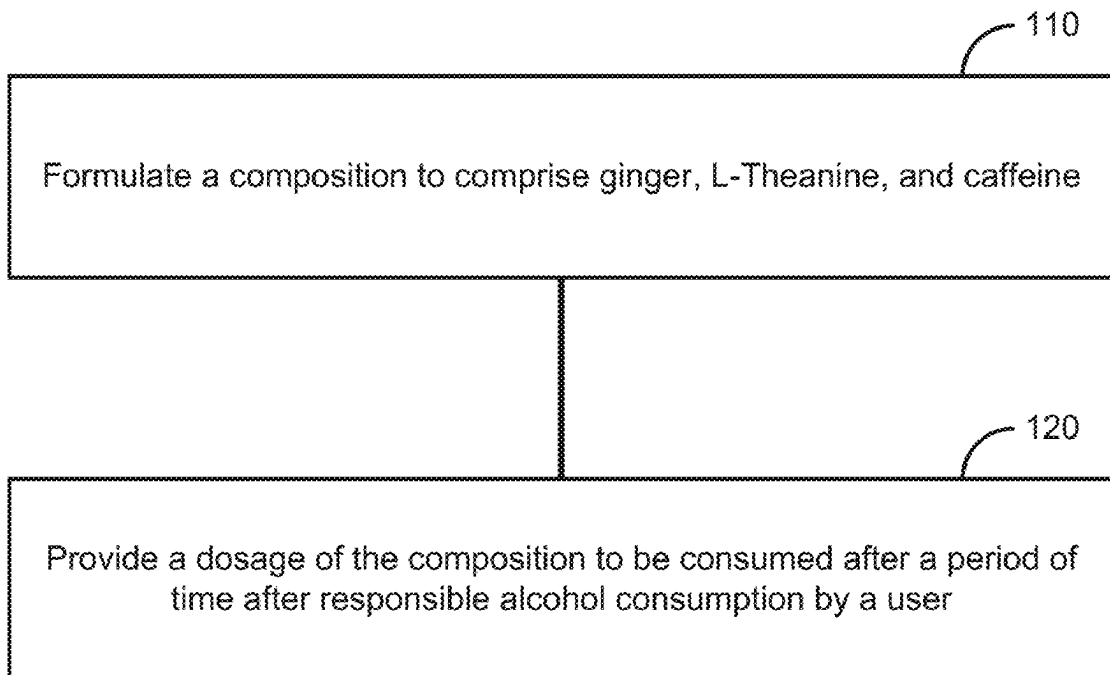 110
Formulate a composition to comprise ginger, L-Theanine, and caffeine
120
Provide a dosage of the composition to be consumed after a period of
time after responsible alcohol consumption by a user